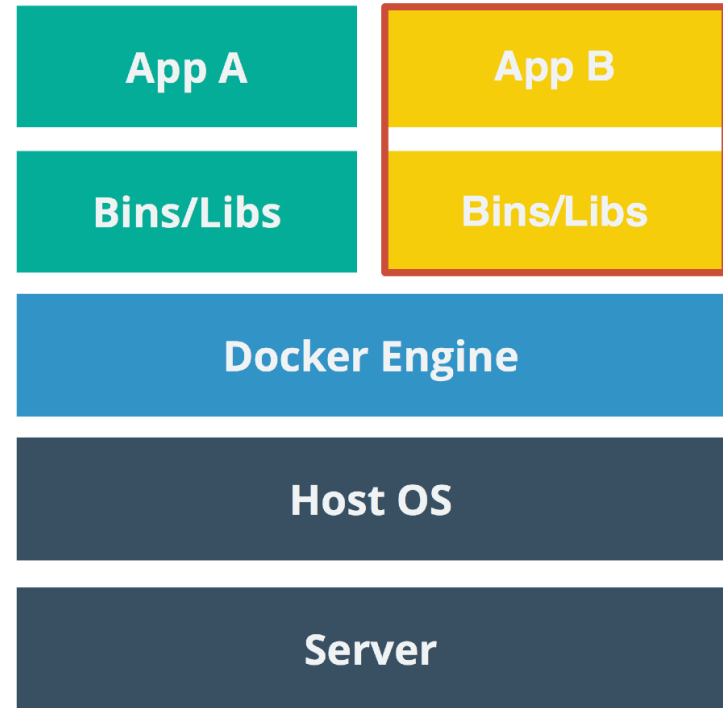 App A
App B
Bins/Libs
Bins/Libs
Docker Engine
Host OS
Server